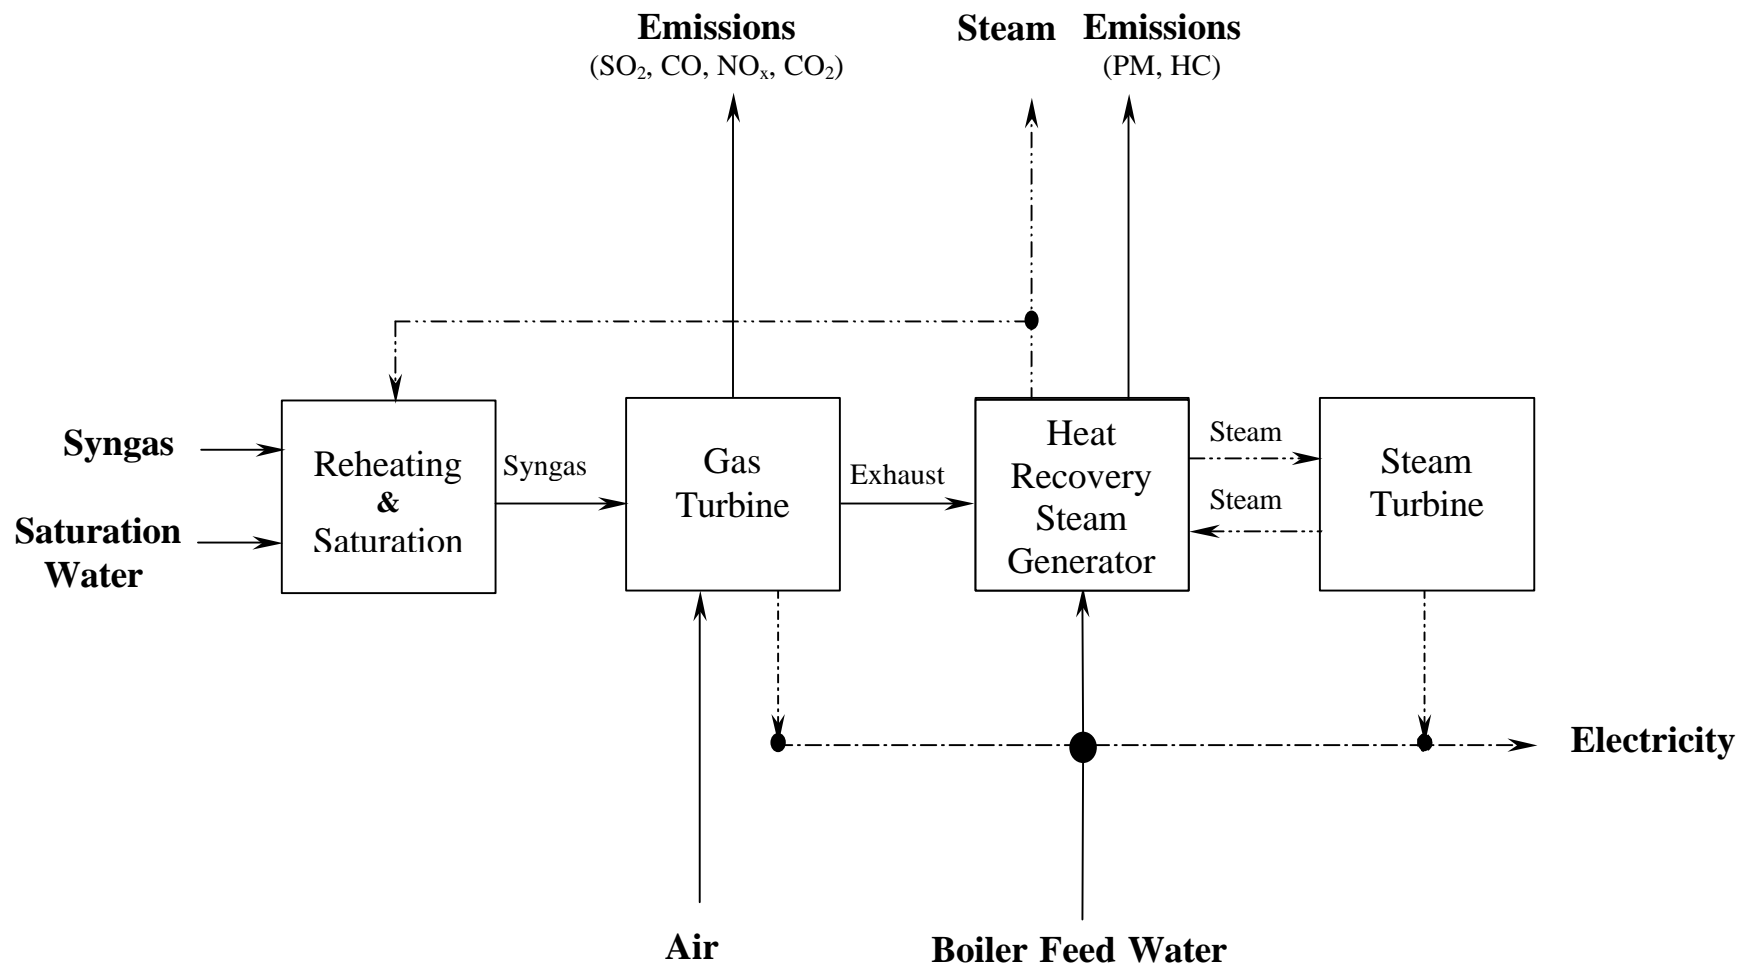 Emissions
(SO₂, CO, NOₓ, CO₂)
Steam
Emissions
(PM, HC)
Syngas
Saturation
Water
Reheating
&
Saturation
Syngas
Gas
Turbine
Exhaust
Heat
Recovery
Steam
Generator
Steam
Steam
Steam
Turbine
Electricity
Air
Boiler Feed Water